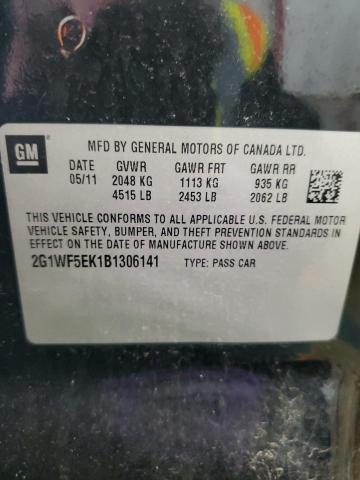 GM
MFD BY GENERAL MOTORS OF CANADA LTD.
DATE GVWR GAWR FRT GAWR RR
05/11 2048 KG 1113 KG 935 KG
4515 LB 2453 LB 2062 LB
THIS VEHICLE CONFORMS TO ALL APPLICABLE U.S. FEDERAL MOTOR
VEHICLE SAFETY, BUMPER, AND THEFT PREVENTION STANDARDS
IN EFFECT ON THE DATE OF MANUFACTURE SHOWN ABOVE.
2G1WF5EK1B1306141 TYPE: PASS CAR